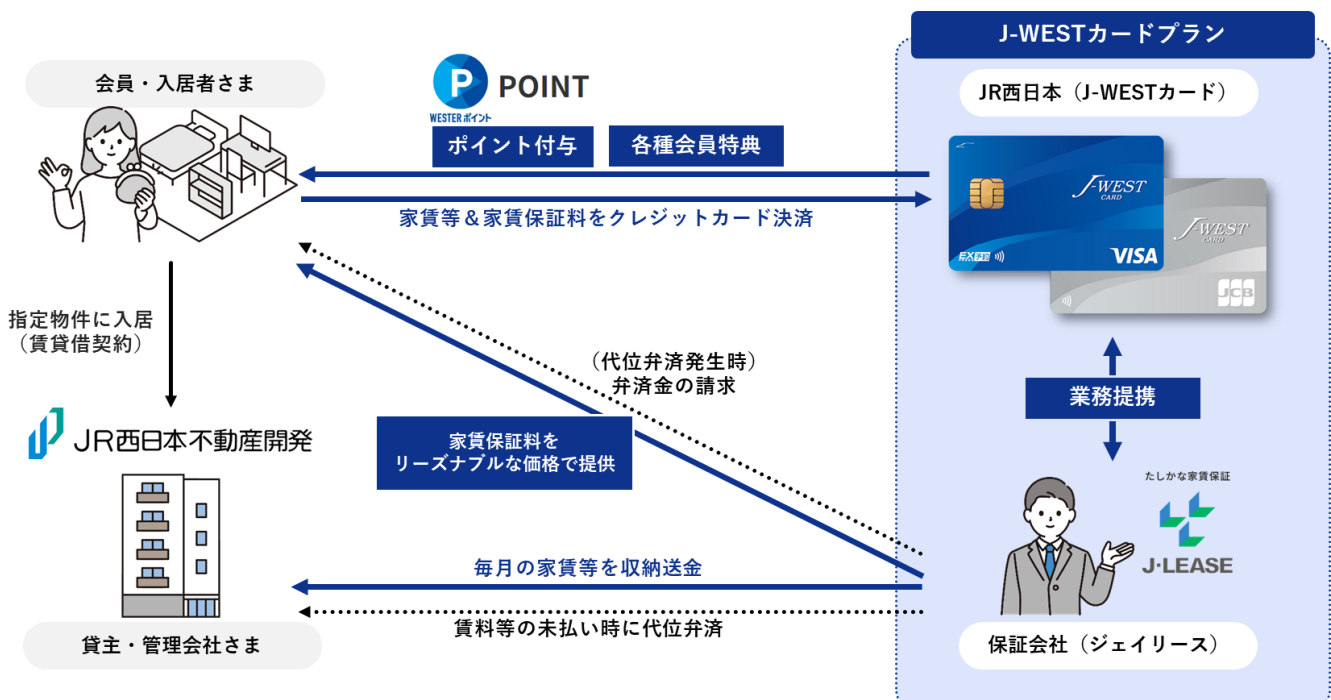 J-WESTカードプラン
会員・入居者さま
P
POINT
WESTERポイント
ポイント付与
各種会員特典
JR西日本（J-WESTカード）
J-WEST
CARD
EX予約
VISA
J-WEST
CARD
JCB
家賃等＆家賃保証料をクレジットカード決済
指定物件に入居
（賃貸借契約）
（代位弁済発生時）
弁済金の請求
業務提携
JR西日本不動産開発
家賃保証料を
リーズナブルな価格で提供
たしかな家賃保証
J-LEASE
毎月の家賃等を収納送金
賃料等の未払い時に代位弁済
貸主・管理会社さま
保証会社（ジェイリース）